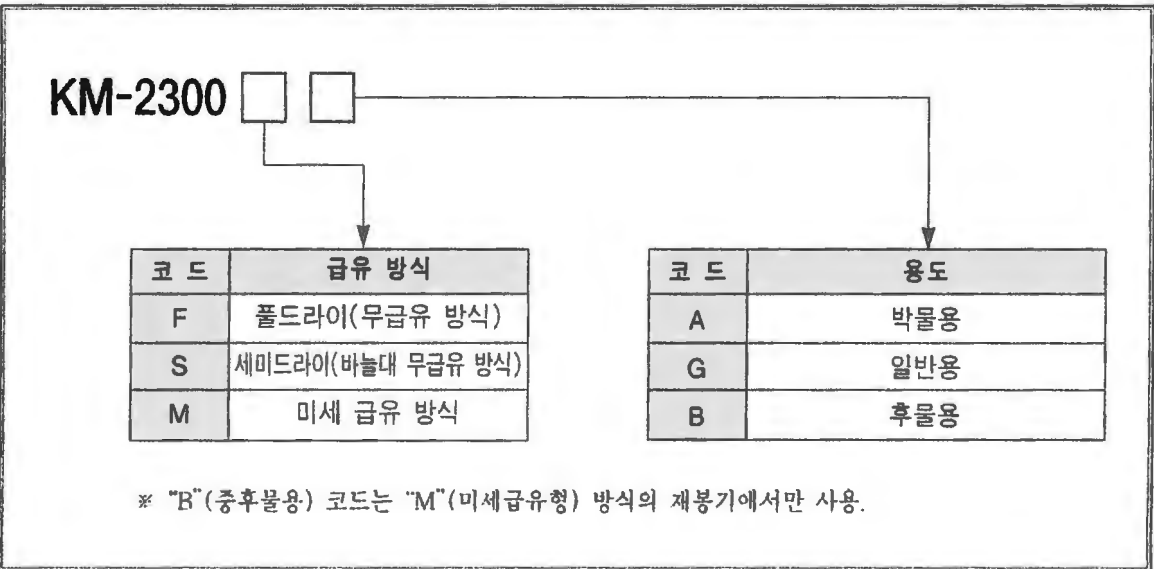 KM-2300
코 드 급유 방식
F 풀드라이(무급유 방식)
S 세미드라이(바늘대 무급유 방식)
M 미세 급유 방식
코 드 용도
A 박물용
G 일반용
B 후물용
※ "B"(중후물용) 코드는 "M"(미세급유형) 방식의 재봉기에서만 사용.